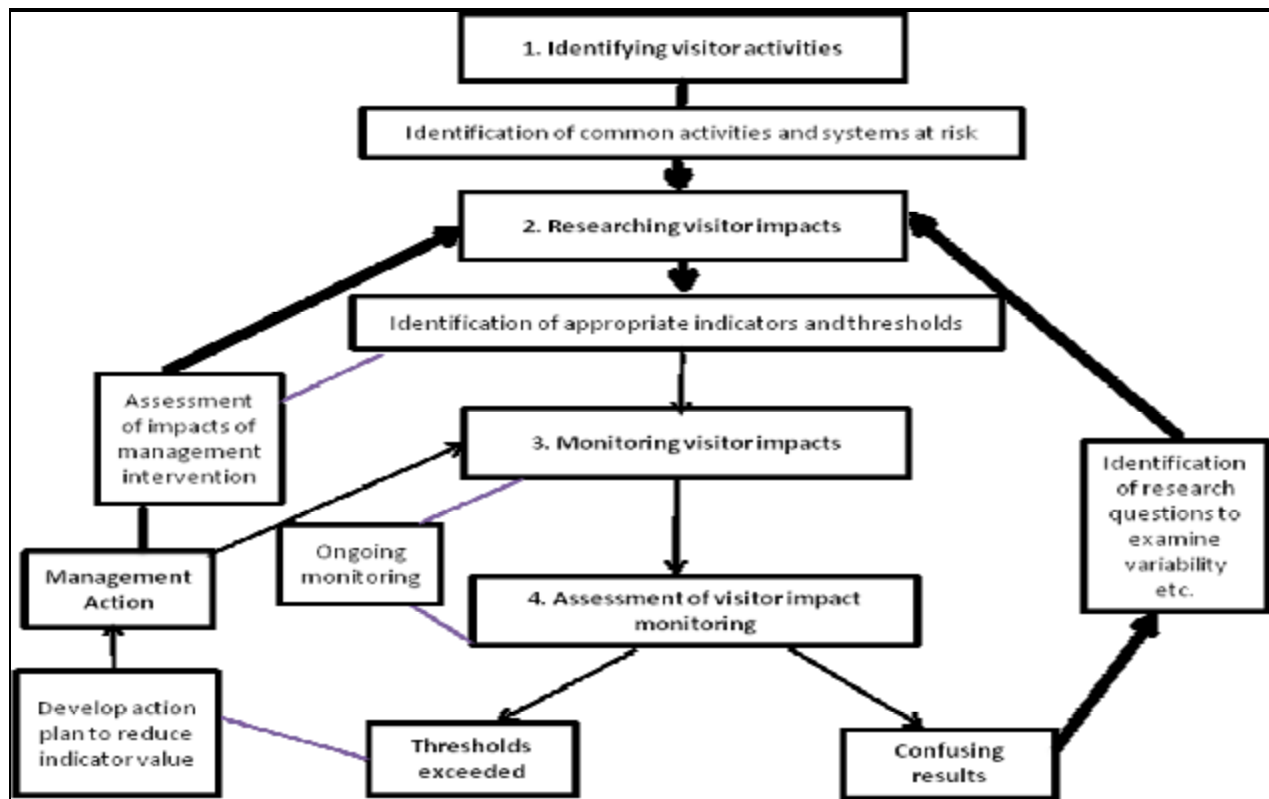 1. Identifying visitor activities
Identification of common activities and systems at risk
2. Researching visitor impacts
Identification of appropriate indicators and thresholds
Assessment
of impacts of
management
intervention
3. Monitoring visitor impacts
Identification
of research
questions to
examine
variability
etc.
Ongoing
monitoring
Management
Action
4. Assessment of visitor impact
monitoring
Develop action
plan to reduce
indicator value
Thresholds
exceeded
Confusing
results